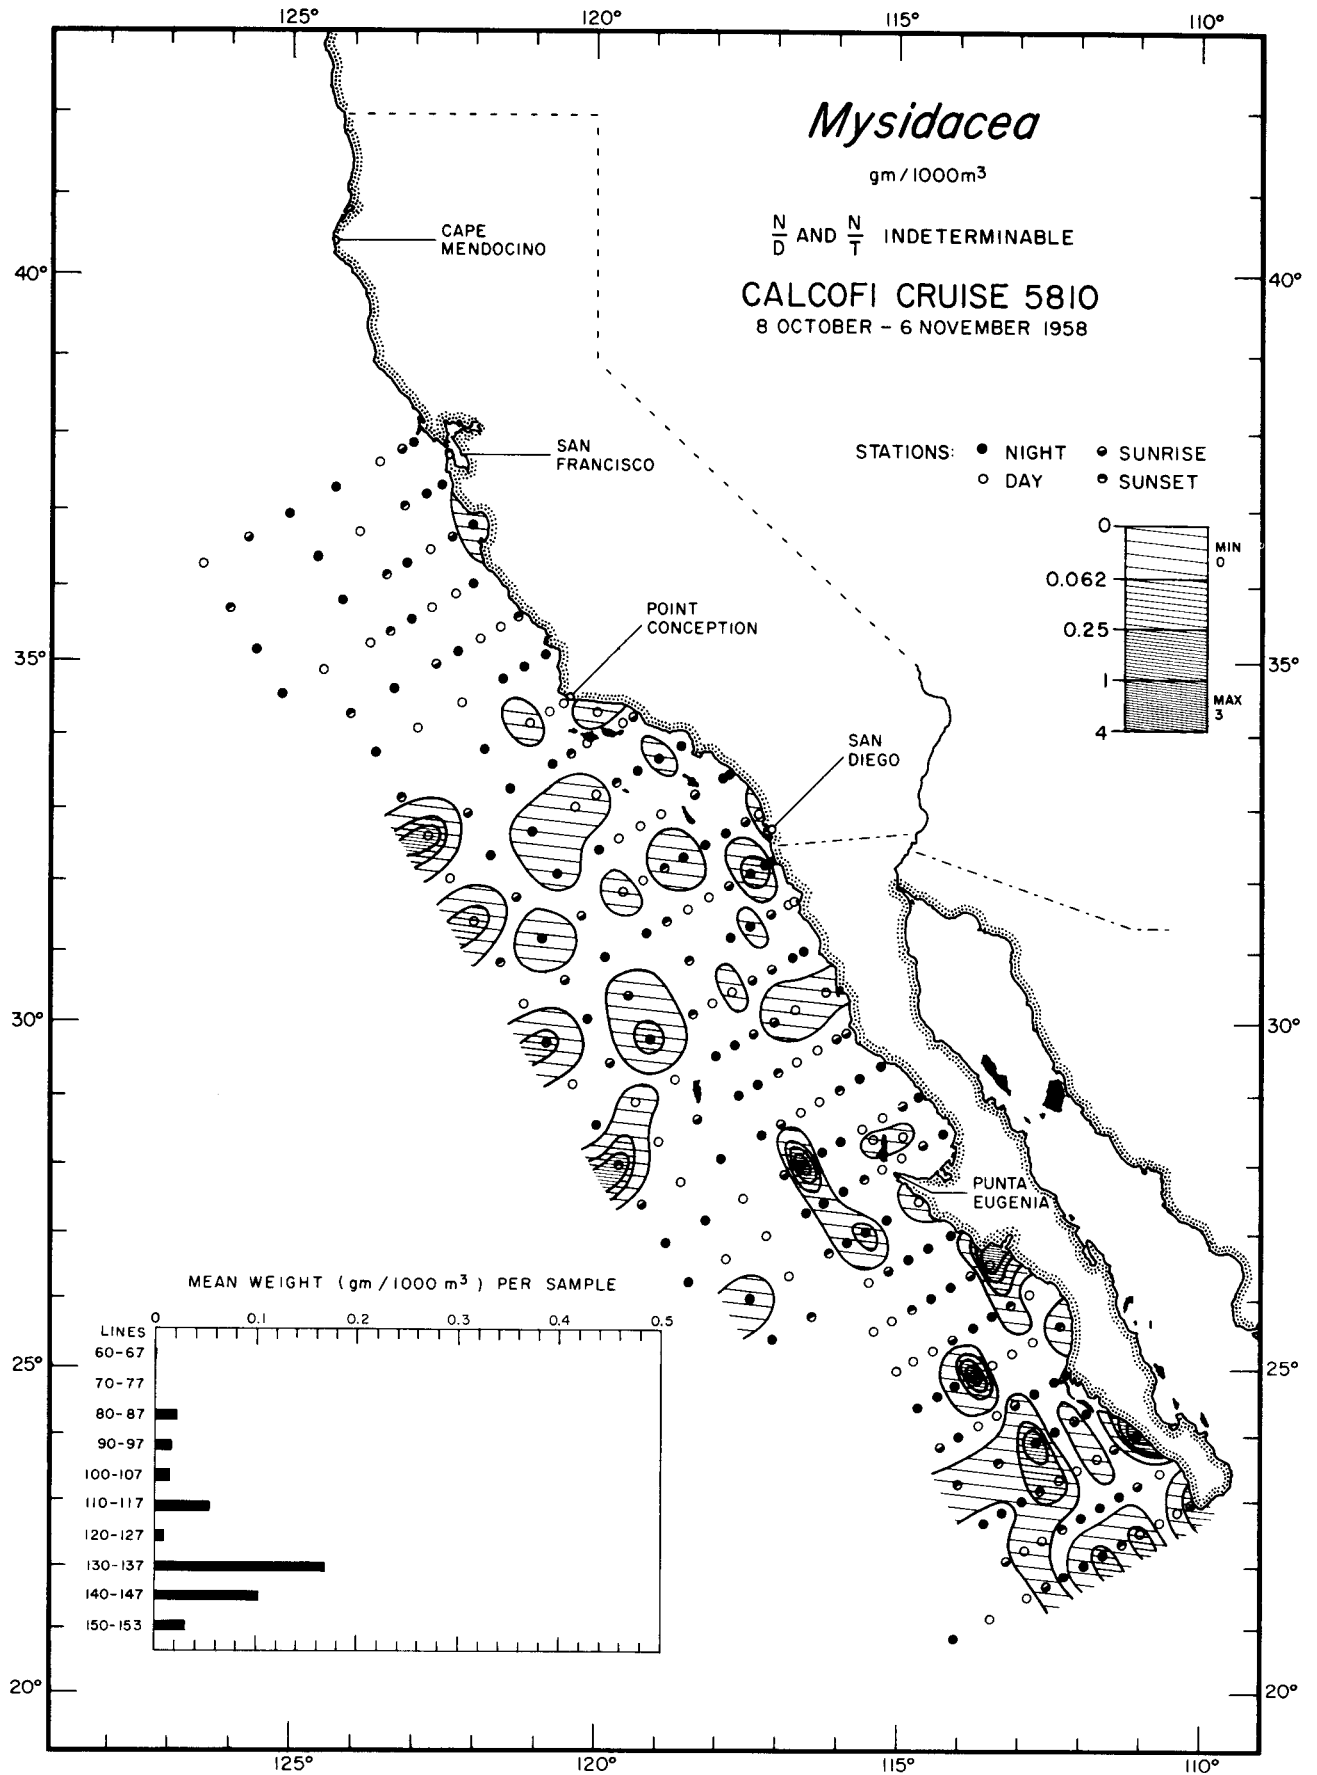 125° 120° 115° 110°
Mysidacea
gm/1000m³
N/D AND N/T INDETERMINABLE
CALCOFI CRUISE 5810
8 OCTOBER – 6 NOVEMBER 1958
CAPE
MENDOCINO
40° 40°
SAN
FRANCISCO
STATIONS: NIGHT SUNRISE
DAY SUNSET
0
MIN
0
0.062
0.25
1
MAX
3
4
POINT
CONCEPTION
35° 35°
SAN
DIEGO
30° 30°
PUNTA
EUGENIA
MEAN WEIGHT (gm/1000 m³) PER SAMPLE
0 0.1 0.2 0.3 0.4 0.5
LINES
60-67
25° 25°
70-77
80-87
90-97
100-107
110-117
120-127
130-137
140-147
150-153
20° 20°
125° 120° 115° 110°